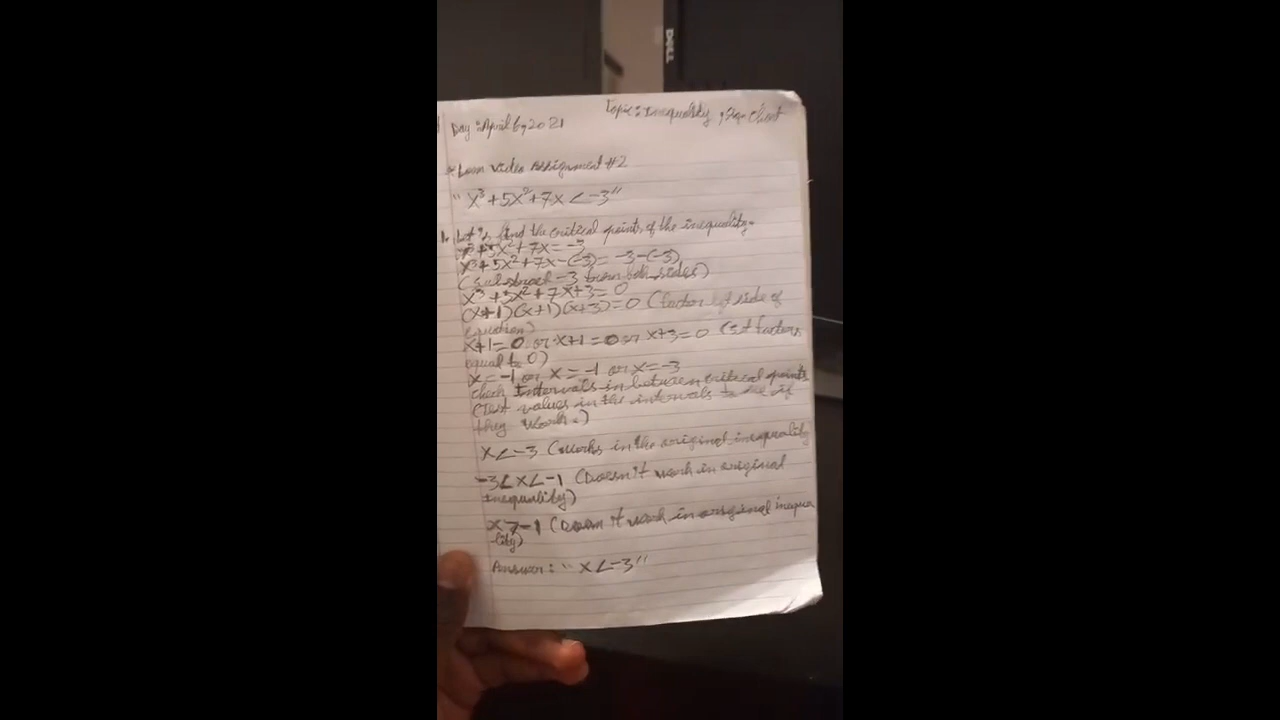 DELL
Topic: Inequality, Sign Chart
Day: April 6, 2021
* Loom video Assignment #2
"x³+5x²+7x<-3"
Let's find the critical points of the inequality.
x³+5x²+7x=-3
x³+5x²+7x-(-3)=-3-(-3)
(Subtract -3 from both sides)
x³+5x²+7x+3=0
(x+1)(x+1)(x+3)=0 (factor left side of
equation)
x+1=0 or x+1=0 or x+3=0 (set factors
equal to 0)
x=-1 or x=-1 or x=-3
Check Intervals in between critical points
(Test values in the intervals to see if
they work.)
x<-3 (works in the original inequality
-3<x<-1 (Doesn't work in original
inequality)
x>-1 (Doesn't work in original inequa
-lity)
Answer: "x<-3"